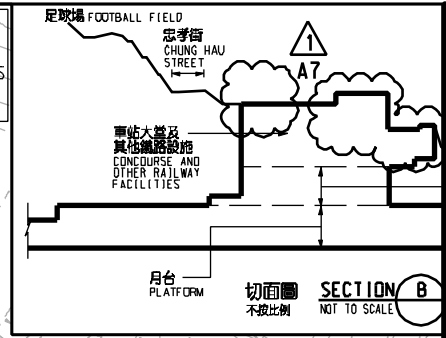 足球場 FOOTBALL FIELD
忠孝街
CHUNG HAU
STREET
1
A7
車站大堂及
其他鐵路設施
CONCOURSE AND
OTHER RAILWAY
FACILITIES
月台
PLATFORM
切面圖 SECTION B
不按比例 NOT TO SCALE